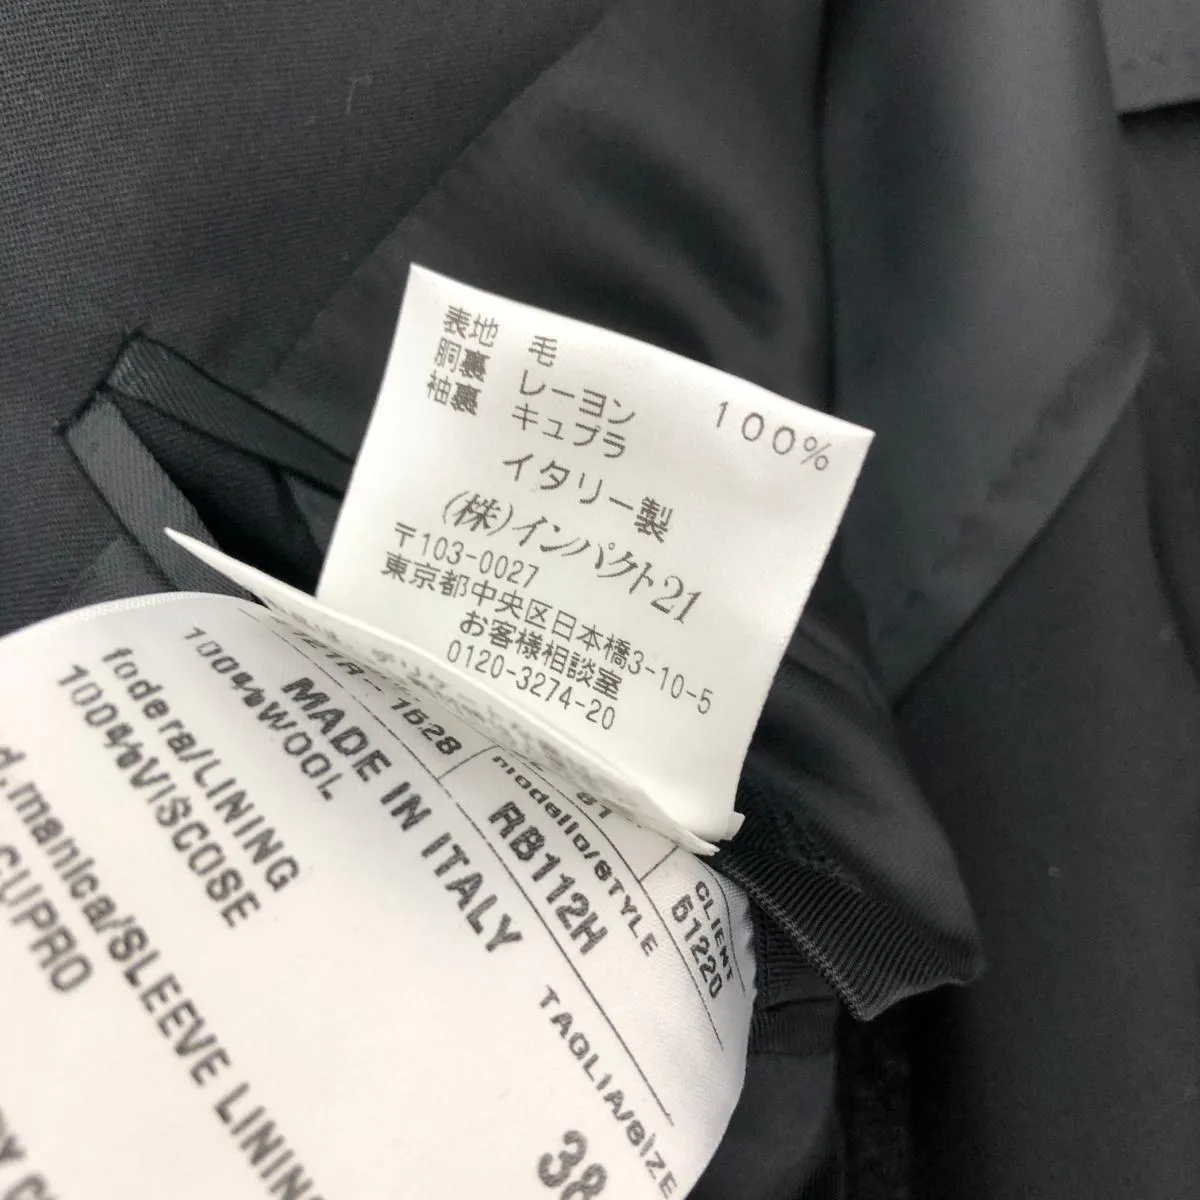 表地 毛 100%
胴裏 レーヨン
袖裏 キュプラ
イタリー製
(株)インパクト21
〒103-0027
東京都中央区日本橋3-10-5
お客様相談室
0120-3274-20
1528
modello/STYLE
RB112H
CLIENT
61220
TAGLIA/SIZE
38
MADE IN ITALY
100%WOOL
fodera/LINING
100%VISCOSE
d.manica/SLEEVE LINING
CUPRO